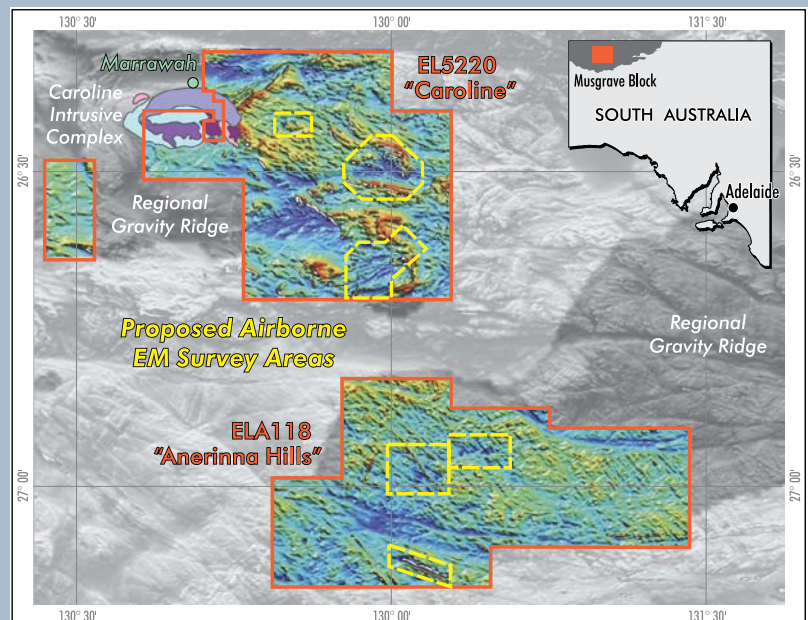 130° 30'
130° 00'
131° 30'
Marrawah
Caroline
Intrusive
Complex
EL5220
"Caroline"
Musgrave Block
SOUTH AUSTRALIA
Adelaide
26° 30'
26° 30'
Regional
Gravity Ridge
Proposed Airborne
EM Survey Areas
Regional
Gravity Ridge
ELA118
"Anerinna Hills"
27° 00'
27° 00'
130° 30'
130° 00'
131° 30'